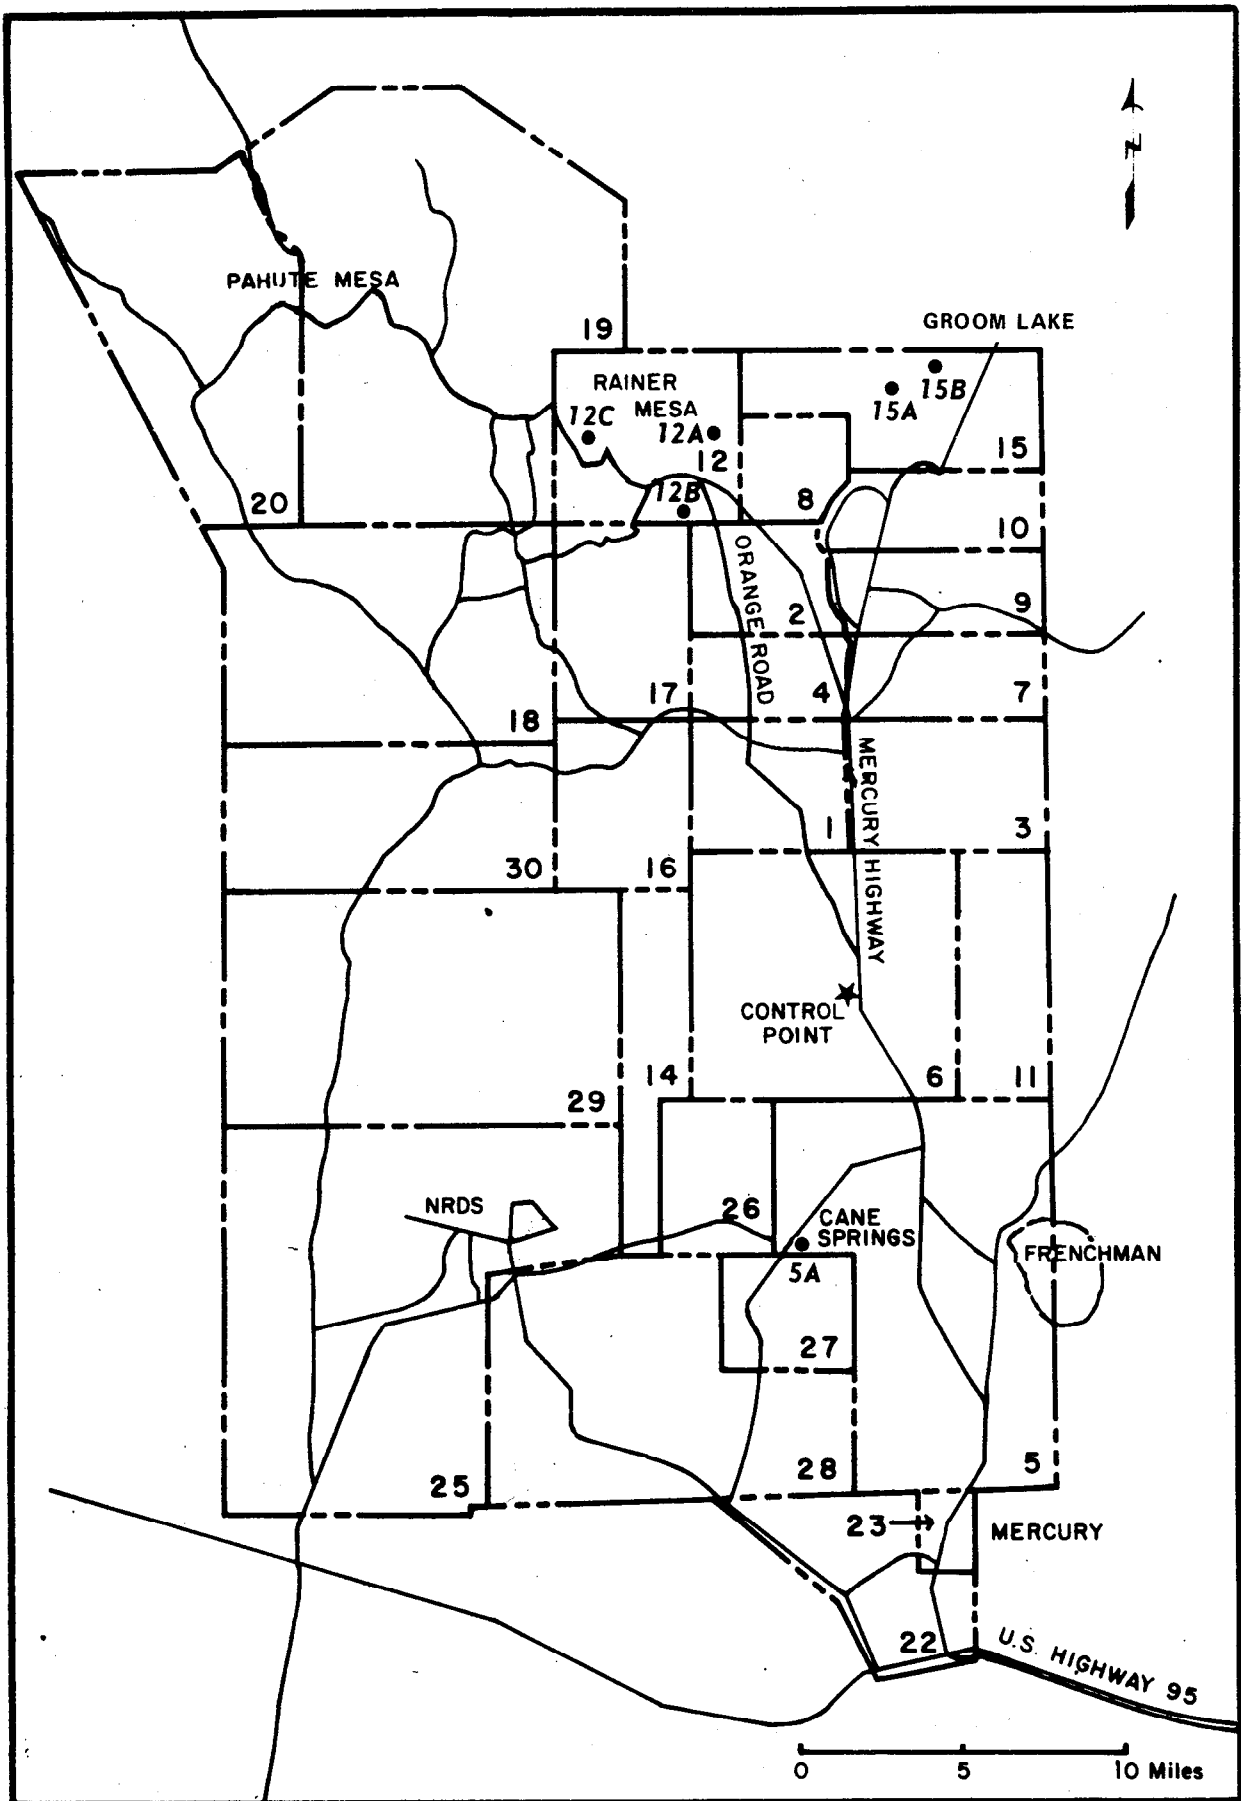 N
PAHUTE MESA
19
GROOM LAKE
RAINER
MESA
15B
15A
12C
12A
12
15
12B
20
8
10
ORANGE ROAD
2
9
18
17
4
7
MERCURY HIGHWAY
1
3
30
16
CONTROL
POINT
29
14
6
11
NRDS
26
CANE
SPRINGS
5A
FRENCHMAN
27
25
28
5
23
MERCURY
22
U.S. HIGHWAY 95
0 5 10 Miles